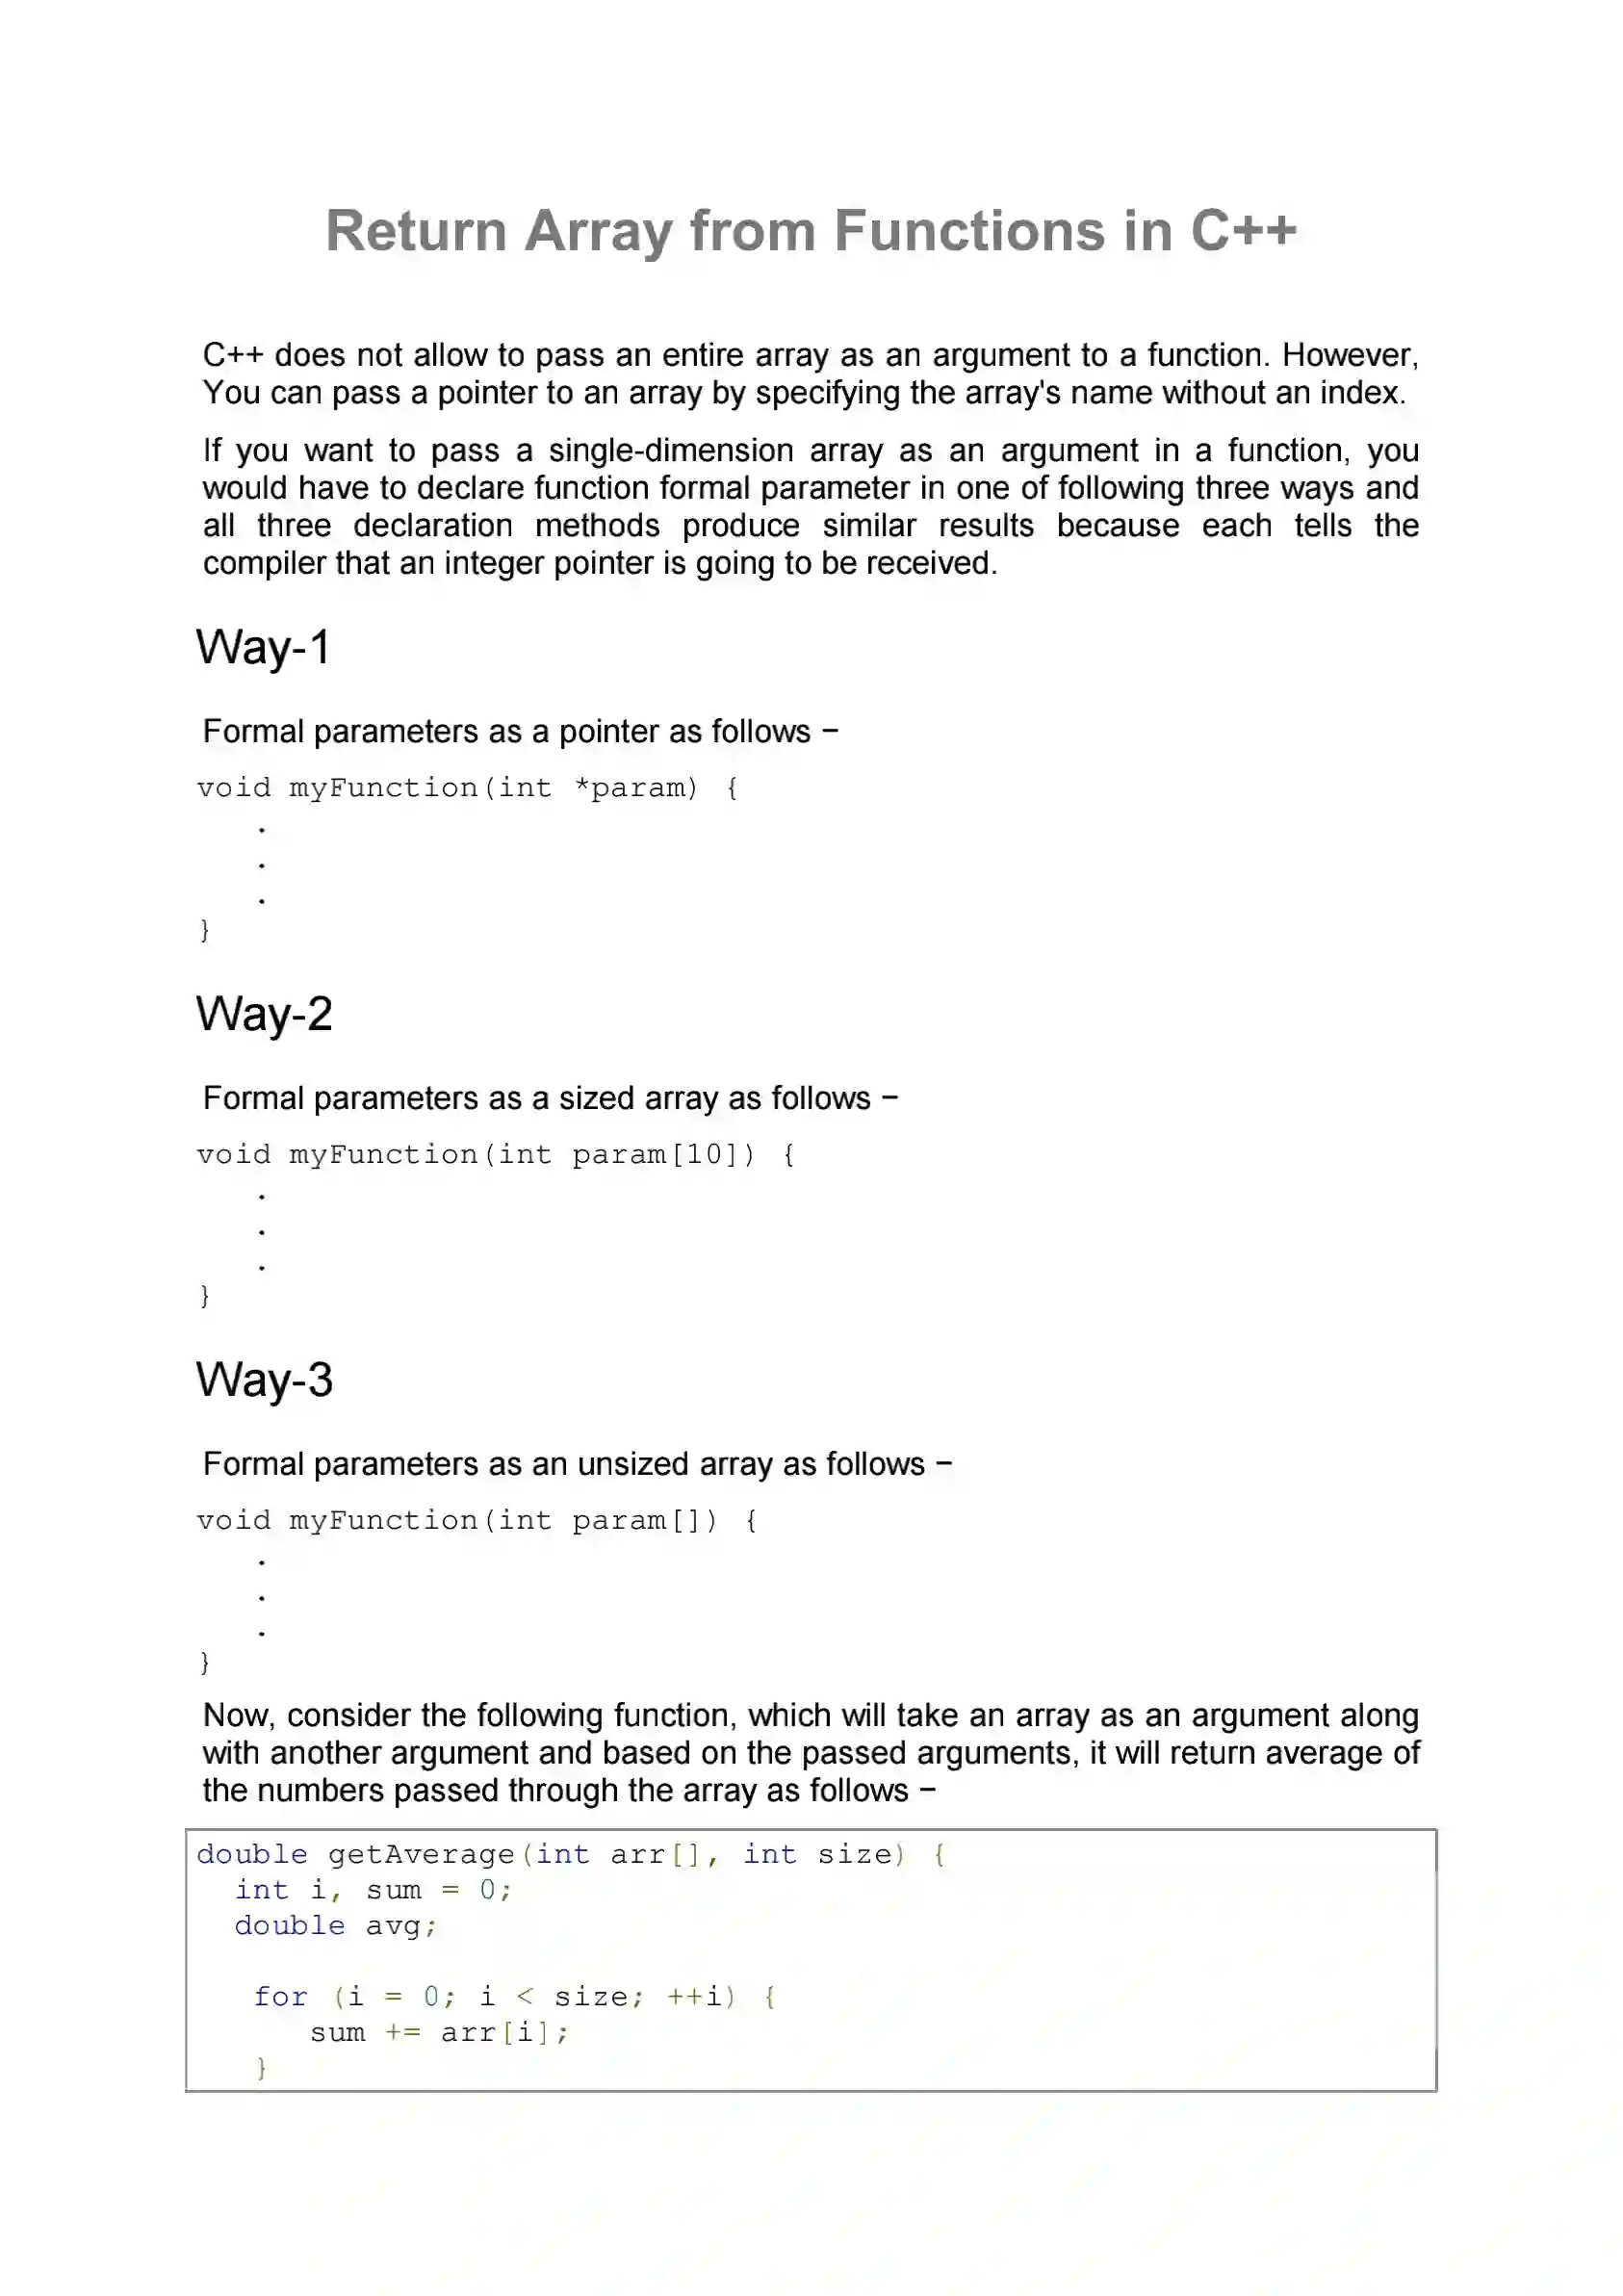 Return Array from Functions in C++
C++ does not allow to pass an entire array as an argument to a function. However,
You can pass a pointer to an array by specifying the array's name without an index.
If you want to pass a single-dimension array as an argument in a function, you
would have to declare function formal parameter in one of following three ways and
all three declaration methods produce similar results because each tells the
compiler that an integer pointer is going to be received.
Way-1
Formal parameters as a pointer as follows −
void myFunction(int *param) {
.
.
.
}
Way-2
Formal parameters as a sized array as follows −
void myFunction(int param[10]) {
.
.
.
}
Way-3
Formal parameters as an unsized array as follows −
void myFunction(int param[]) {
.
.
.
}
Now, consider the following function, which will take an array as an argument along
with another argument and based on the passed arguments, it will return average of
the numbers passed through the array as follows −
double getAverage(int arr[], int size) {
int i, sum = 0;
double avg;
for (i = 0; i < size; ++i) {
sum += arr[i];
}